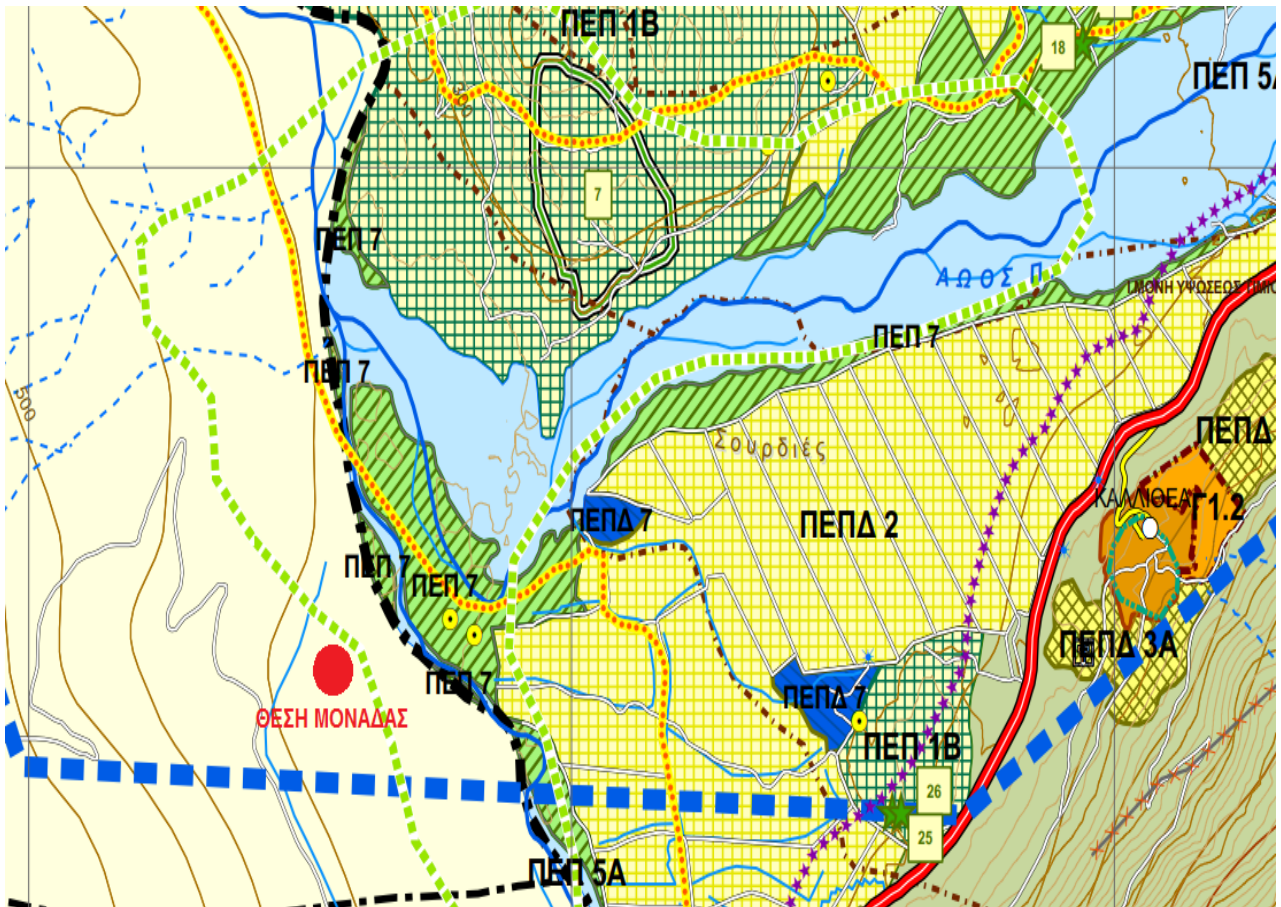 ΠΕΠ 1Β
18
ΠΕΠ 5Α
300
7
ΠΕΠ 7
ΑΩΟΣ Π.
Ι.ΜΟΝΗ ΥΨΩΣΕΩΣ ΤΙΜΙΟ
ΠΕΠ 7
ΠΕΠ 7
500
Σουρδιές
ΠΕΠΔ
ΚΑΛΛΙΘΕΑ
Γ1.2
ΠΕΠΔ 7
ΠΕΠΔ 2
ΠΕΠ 7
ΠΕΠ 7
ΠΕΠΔ 3Α
ΠΕΠ 7
ΠΕΠΔ 7
ΘΕΣΗ ΜΟΝΑΔΑΣ
ΠΕΠ 1Β
26
25
ΠΕΠ 5Α